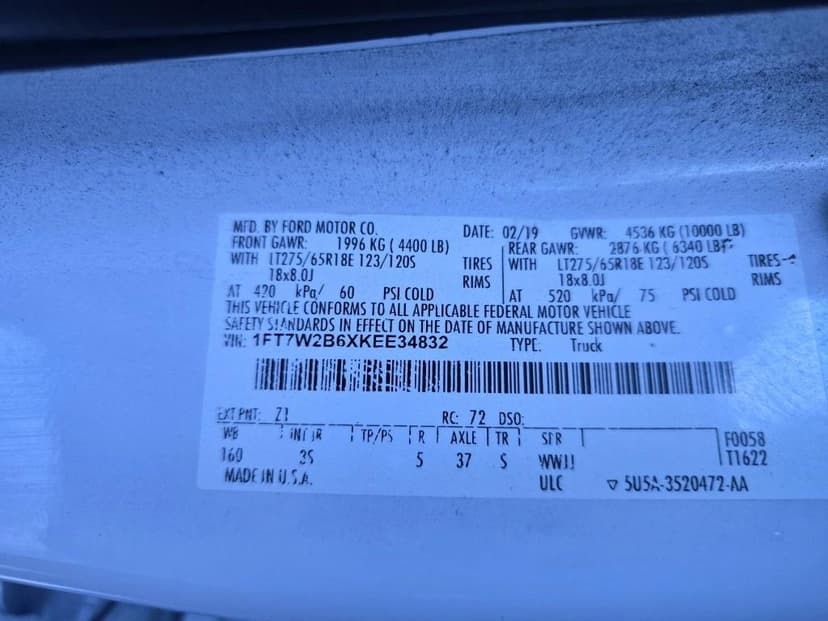 MFD. BY FORD MOTOR CO. DATE: 02/19 GVWR: 4536 KG (10000 LB)
FRONT GAWR: 1996 KG ( 4400 LB) REAR GAWR: 2876 KG ( 6340 LB)
WITH LT275/65R18E 123/120S TIRES WITH LT275/65R18E 123/120S TIRES
18x8.0J RIMS 18x8.0J RIMS
AT 420 kPa/ 60 PSI COLD AT 520 kPa/ 75 PSI COLD
THIS VEHICLE CONFORMS TO ALL APPLICABLE FEDERAL MOTOR VEHICLE
SAFETY STANDARDS IN EFFECT ON THE DATE OF MANUFACTURE SHOWN ABOVE.
VIN: 1FT7W2B6XKEE34832 TYPE: Truck
EXT PNT: Z1 RC: 72 DSO:
WB INT TR TP/PS R AXLE TR SPR F0058
160 5 37 S T1622
MADE IN U.S.A. ULC ▽ 5U5A-3520472-AA